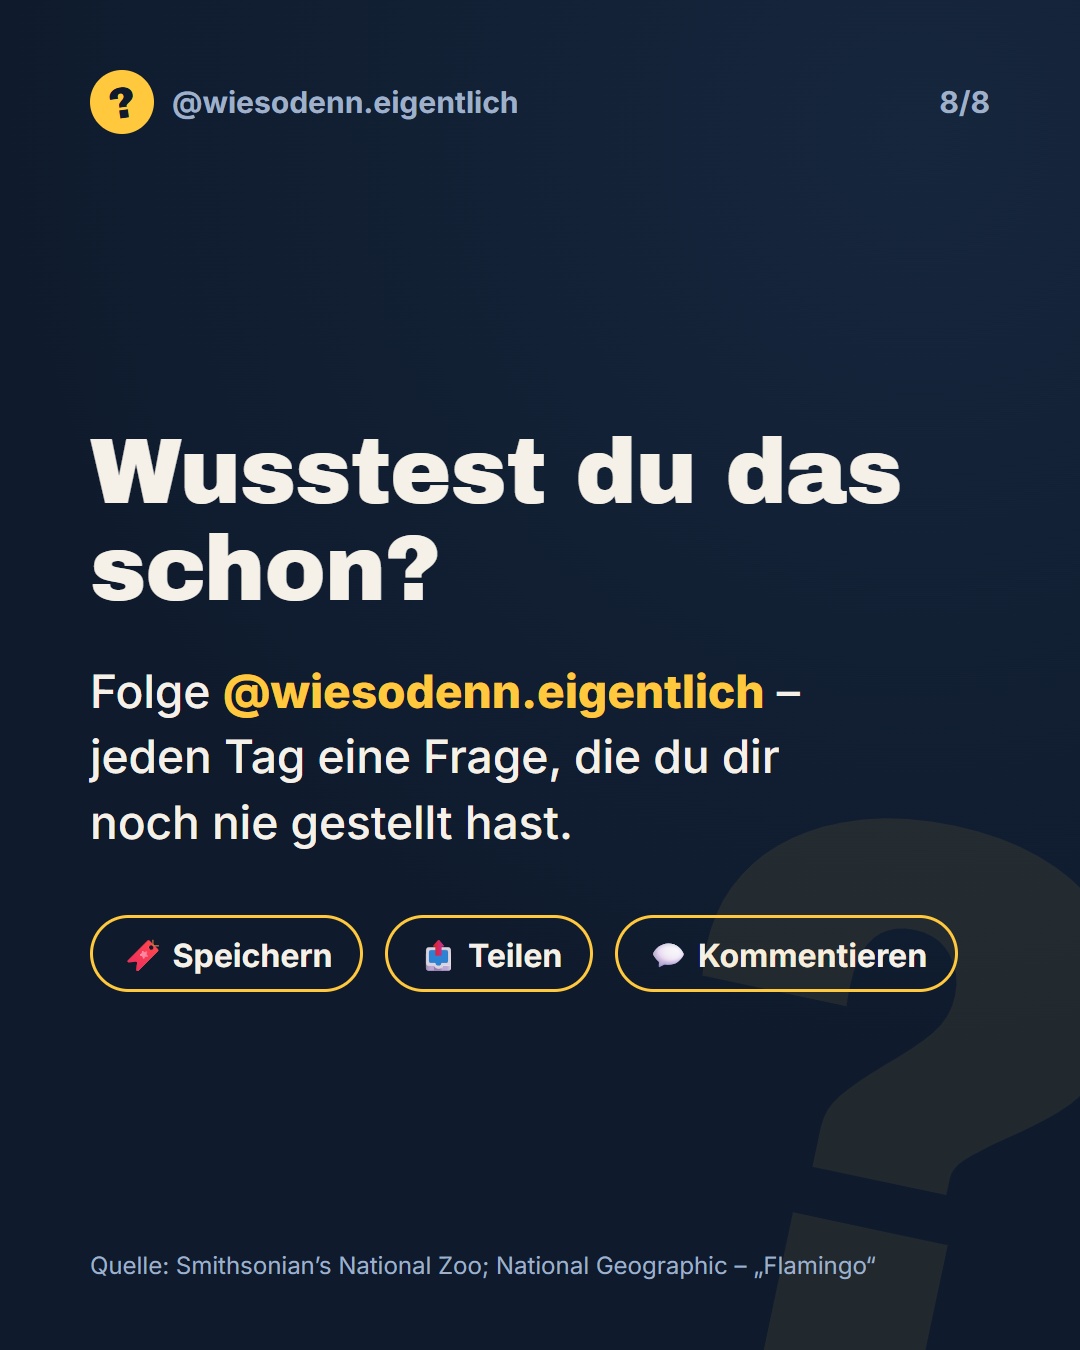 ?
@wiesodenn.eigentlich
8/8
Wusstest du das
schon?
Folge @wiesodenn.eigentlich –
jeden Tag eine Frage, die du dir
noch nie gestellt hast.
Speichern
Teilen
Kommentieren
?
Quelle: Smithsonian’s National Zoo; National Geographic – „Flamingo“